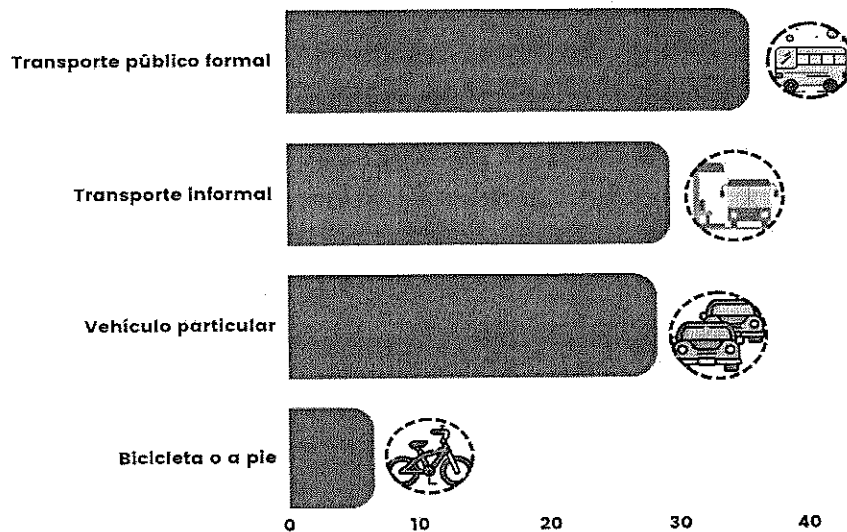 Transporte público formal
Transporte informal
Vehículo particular
Bicicleta o a pie
0 10 20 30 40